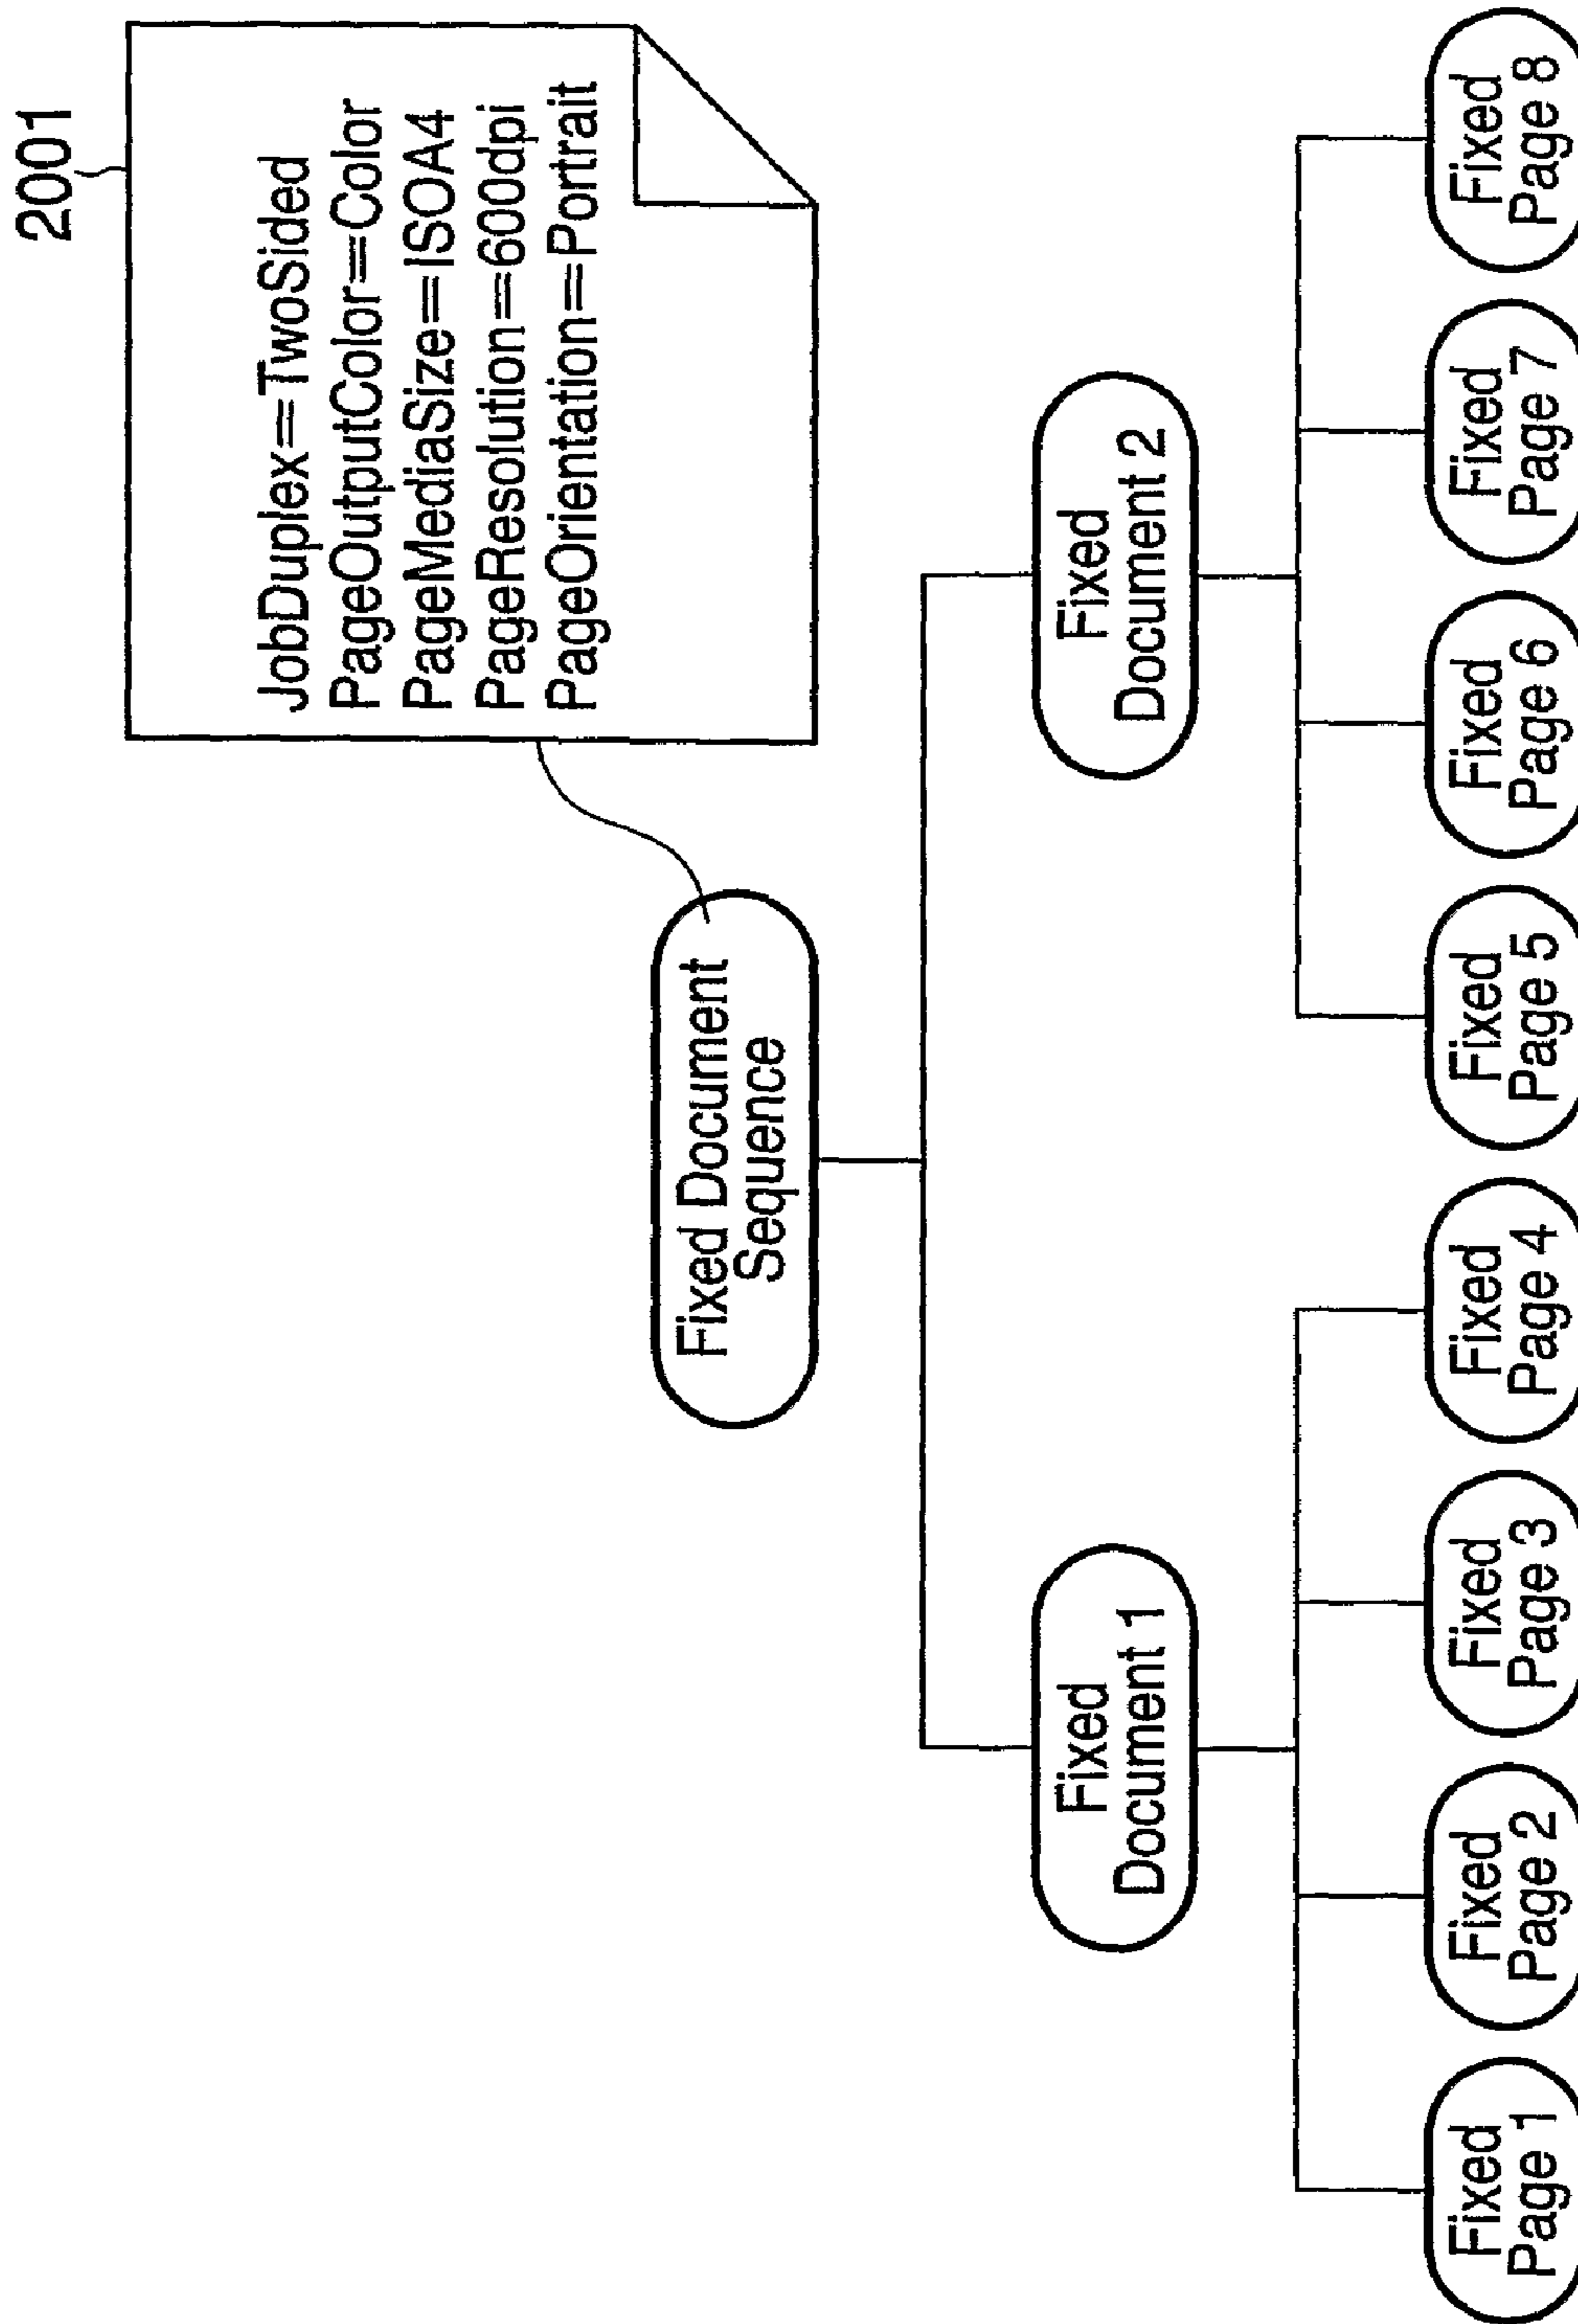 2001
JobDuplex=TwoSided
PageOutputColor=Color
PageMediaSize=ISOA4
PageResolution=600dpi
PageOrientation=Portrait
Fixed Document
Sequence
Fixed
Document 1
Fixed
Document 2
Fixed
Page 1
Fixed
Page 2
Fixed
Page 3
Fixed
Page 4
Fixed
Page 5
Fixed
Page 6
Fixed
Page 7
Fixed
Page 8